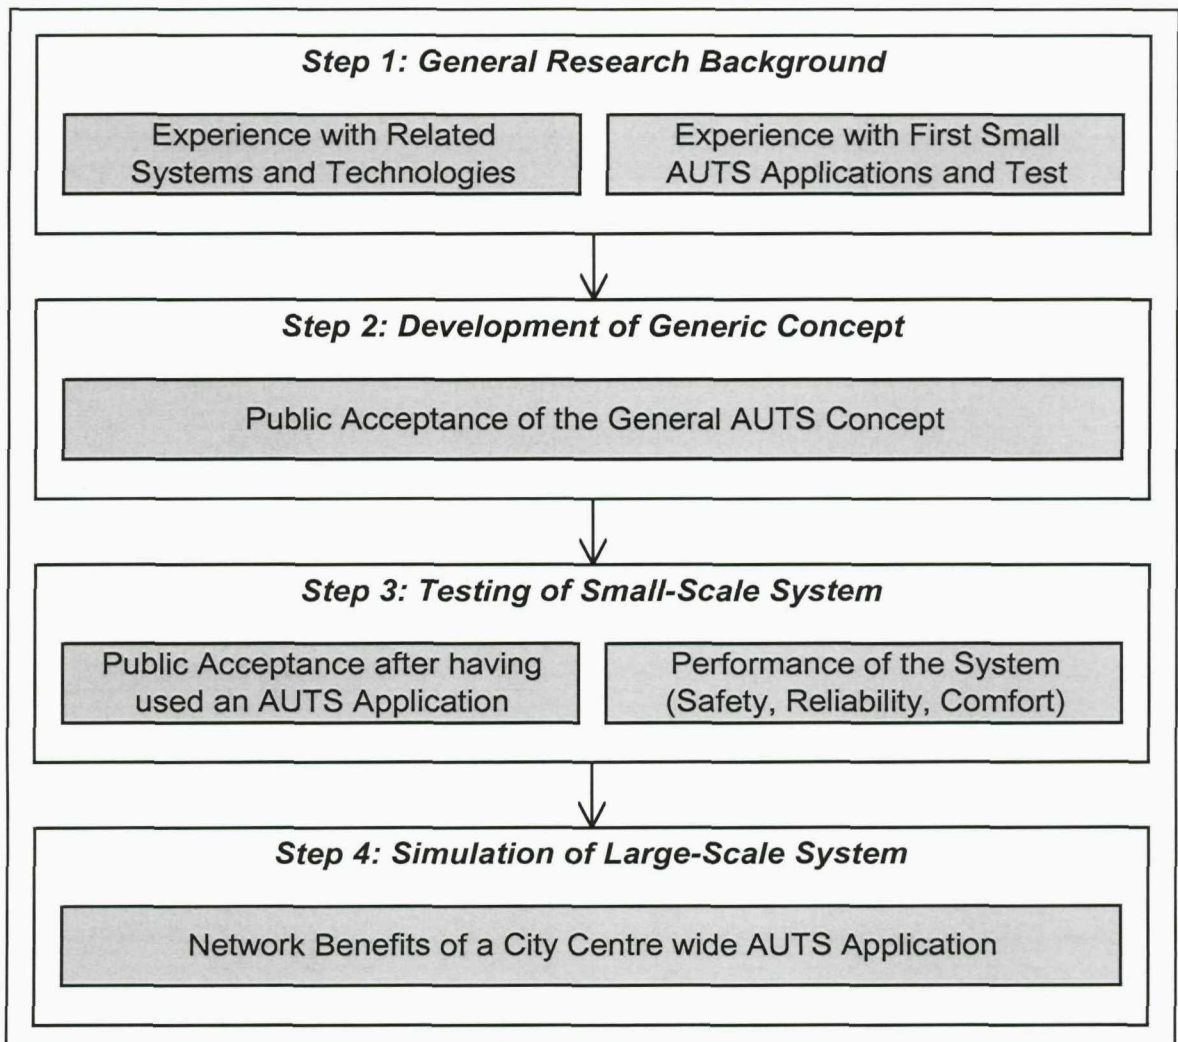 Step 1: General Research Background
Experience with Related
Systems and Technologies
Experience with First Small
AUTS Applications and Test
Step 2: Development of Generic Concept
Public Acceptance of the General AUTS Concept
Step 3: Testing of Small-Scale System
Public Acceptance after having
used an AUTS Application
Performance of the System
(Safety, Reliability, Comfort)
Step 4: Simulation of Large-Scale System
Network Benefits of a City Centre wide AUTS Application